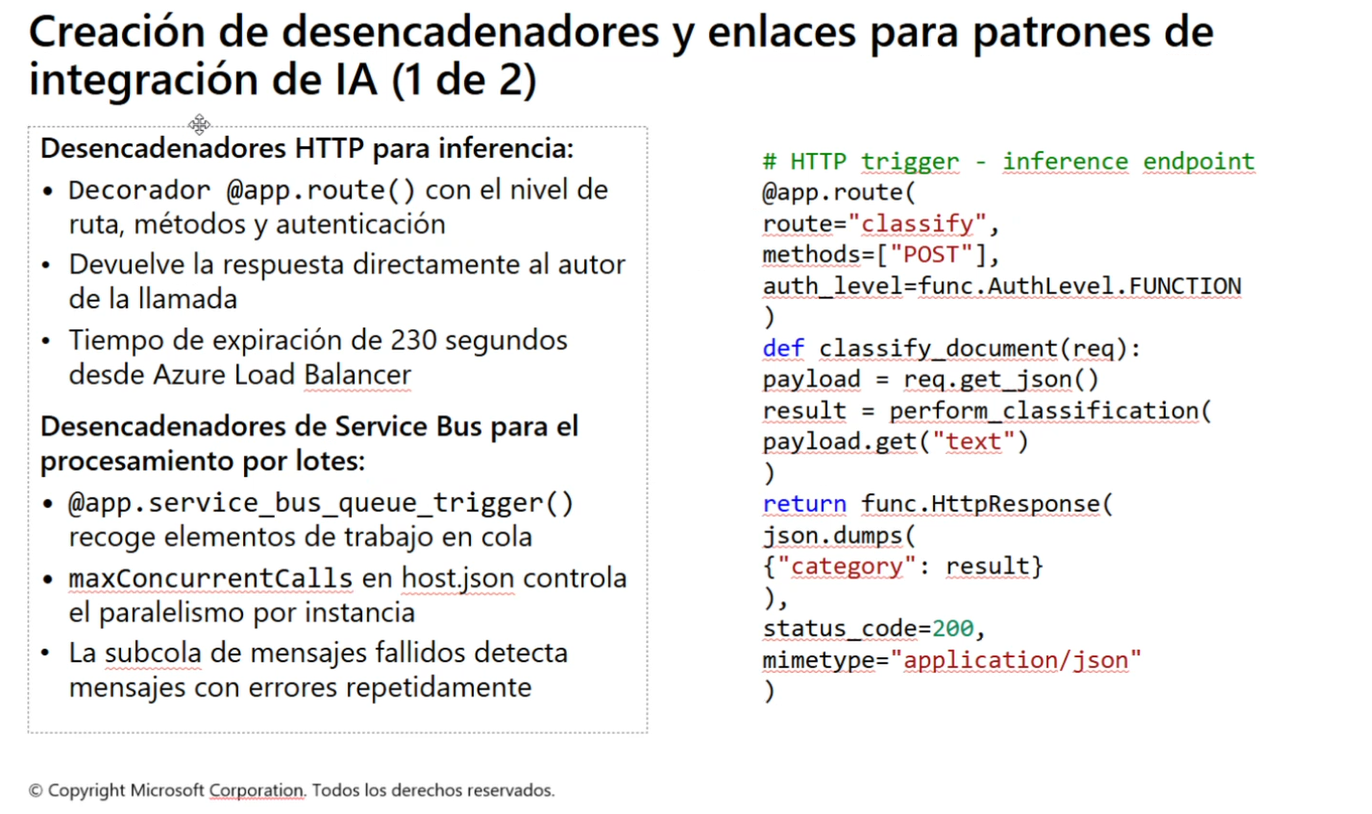 Creación de desencadenadores y enlaces para patrones de
integración de IA (1 de 2)
Desencadenadores HTTP para inferencia:
• Decorador @app.route() con el nivel de
ruta, métodos y autenticación
• Devuelve la respuesta directamente al autor
de la llamada
• Tiempo de expiración de 230 segundos
desde Azure Load Balancer
Desencadenadores de Service Bus para el
procesamiento por lotes:
• @app.service_bus_queue_trigger()
recoge elementos de trabajo en cola
• maxConcurrentCalls en host.json controla
el paralelismo por instancia
• La subcola de mensajes fallidos detecta
mensajes con errores repetidamente
# HTTP trigger - inference endpoint
@app.route(
route="classify",
methods=["POST"],
auth_level=func.AuthLevel.FUNCTION
)
def classify_document(req):
payload = req.get_json()
result = perform_classification(
payload.get("text")
)
return func.HttpResponse(
json.dumps(
{"category": result}
),
status_code=200,
mimetype="application/json"
)
© Copyright Microsoft Corporation. Todos los derechos reservados.